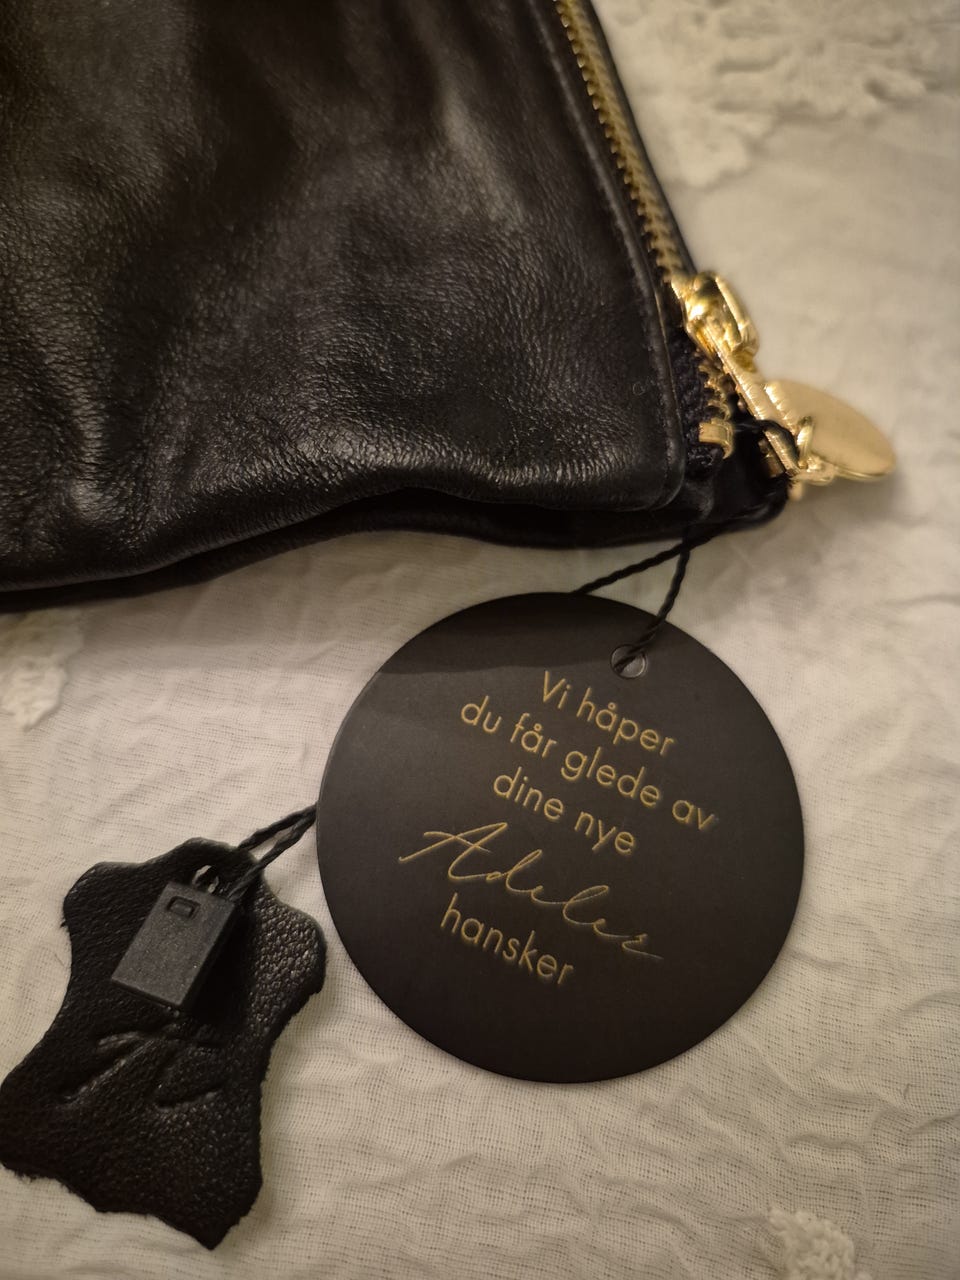 Vi håper
du får glede av
dine nye
Adeler
hansker